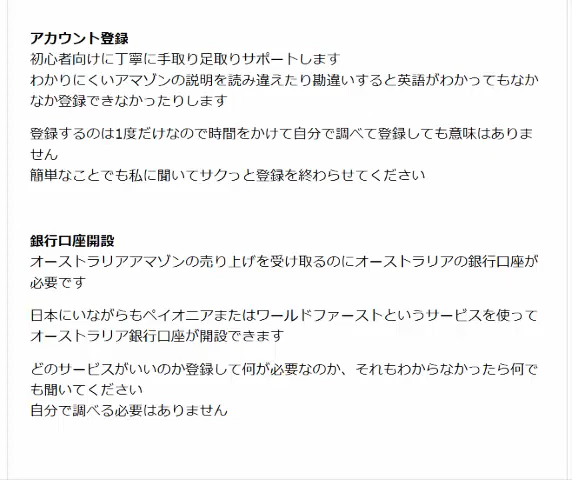 アカウント登録
初心者向けに丁寧に手取り足取りサポートします
わかりにくいアマゾンの説明を読み違えたり勘違いすると英語がわかってもなか
なか登録できなかったりします
登録するのは1度だけなので時間をかけて自分で調べて登録しても意味はありま
せん
簡単なことでも私に聞いてサクっと登録を終わらせてください
銀行口座開設
オーストラリアアマゾンの売り上げを受け取るのにオーストラリアの銀行口座が
必要です
日本にいながらもペイオニアまたはワールドファーストというサービスを使って
オーストラリア銀行口座が開設できます
どのサービスがいいのか登録して何が必要なのか、それもわからなかったら何で
も聞いてください
自分で調べる必要はありません